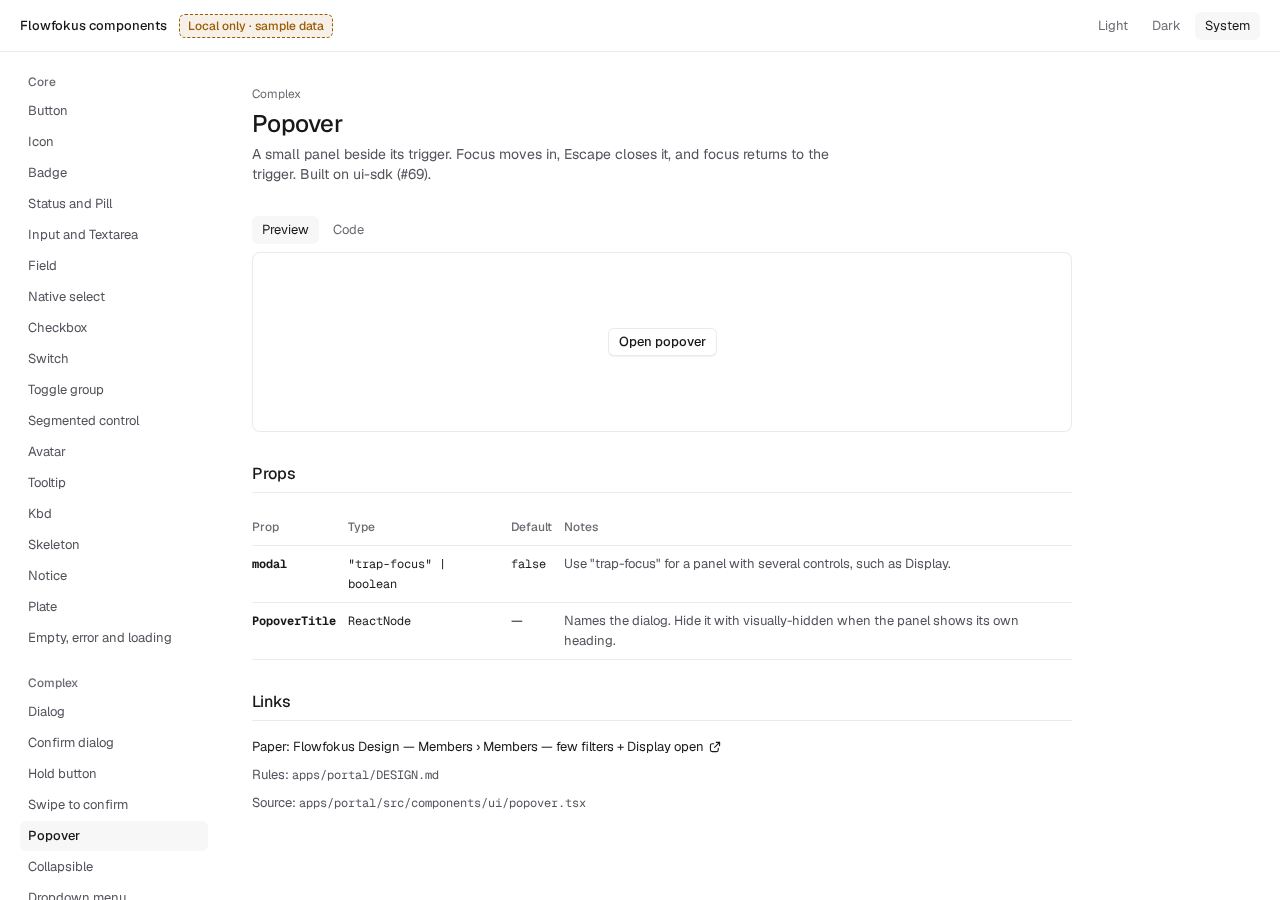 Flowfokus components
Local only · sample data
Light
Dark
System
Core
Button
Icon
Badge
Status and Pill
Input and Textarea
Field
Native select
Checkbox
Switch
Toggle group
Segmented control
Avatar
Tooltip
Kbd
Skeleton
Notice
Plate
Empty, error and loading
Complex
Dialog
Confirm dialog
Hold button
Swipe to confirm
Popover
Collapsible
Dropdown menu
Complex
Popover
A small panel beside its trigger. Focus moves in, Escape closes it, and focus returns to the
trigger. Built on ui-sdk (#69).
Preview
Code
Open popover
Props
Prop Type Default Notes
modal "trap-focus" | false Use "trap-focus" for a panel with several controls, such as Display.
boolean
PopoverTitle ReactNode — Names the dialog. Hide it with visually-hidden when the panel shows its own
heading.
Links
Paper: Flowfokus Design — Members › Members — few filters + Display open
Rules: apps/portal/DESIGN.md
Source: apps/portal/src/components/ui/popover.tsx